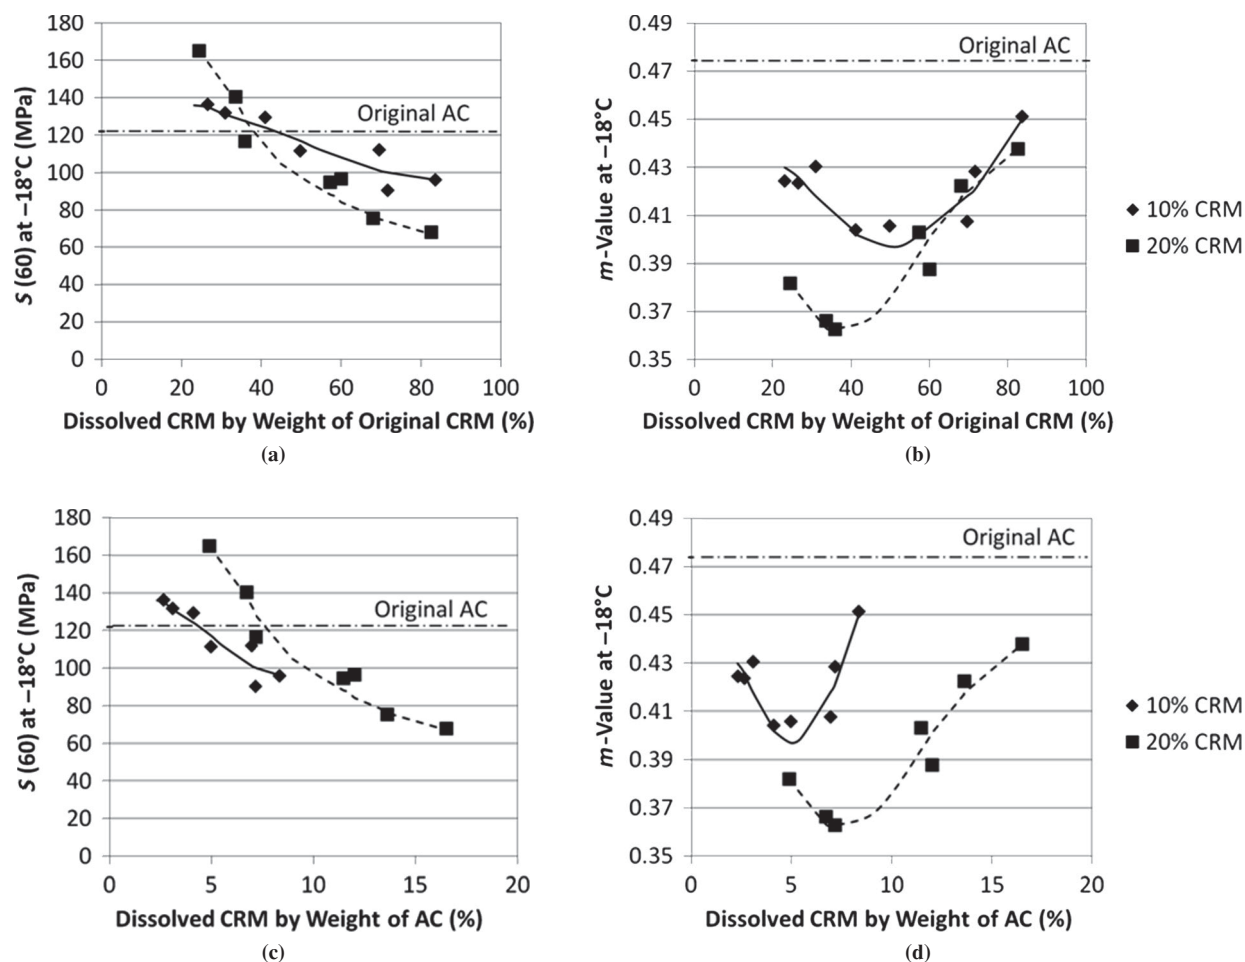 180
160
140
120
100
80
60
40
20
0
S (60) at –18°C (MPa)
Original AC
0 20 40 60 80 100
Dissolved CRM by Weight of Original CRM (%)
(a)
0.49
0.47
0.45
0.43
0.41
0.39
0.37
0.35
m-Value at –18°C
Original AC
0 20 40 60 80 100
Dissolved CRM by Weight of Original CRM (%)
(b)
10% CRM
20% CRM
180
160
140
120
100
80
60
40
20
0
S (60) at –18°C (MPa)
Original AC
0 5 10 15 20
Dissolved CRM by Weight of AC (%)
(c)
0.49
0.47
0.45
0.43
0.41
0.39
0.37
0.35
m-Value at –18°C
Original AC
0 5 10 15 20
Dissolved CRM by Weight of AC (%)
(d)
10% CRM
20% CRM